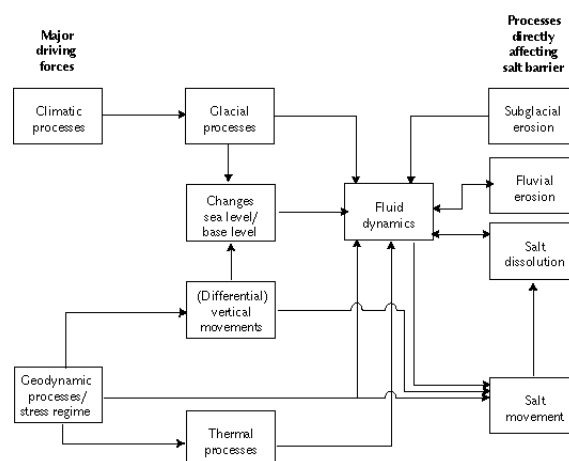 Major
driving
forces
Processes
directly
affecting
salt barrier
Climatic
processes
Glacial
processes
Subglacial
erosion
Changes
sea level/
base level
Fluid
dynamics
Fluvial
erosion
Salt
dissolution
(Differential)
vertical
movements
Geodynamic
processes/
stress regime
Thermal
processes
Salt
movement